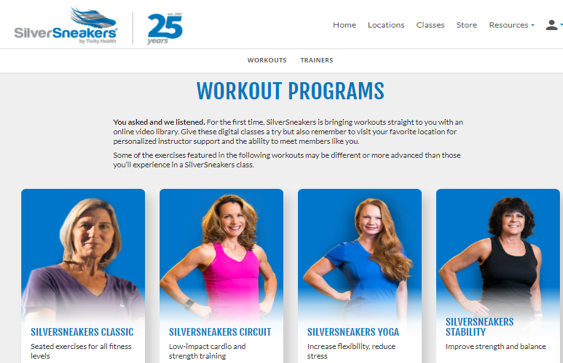 SilverSneakers
by Tivity Health
25
years
Home Locations Classes Store Resources
WORKOUTS TRAINERS
WORKOUT PROGRAMS
You asked and we listened. For the first time, SilverSneakers is bringing workouts straight to you with an
online video library. Give these digital classes a try but also remember to visit your favorite location for
personalized instructor support and the ability to meet members like you.
Some of the exercises featured in the following workouts may be different or more advanced than those
you'll experience in a SilverSneakers class.
SILVERSNEAKERS CLASSIC
Seated exercises for all fitness
levels
SILVERSNEAKERS CIRCUIT
Low-impact cardio and
strength training
SILVERSNEAKERS YOGA
Increase flexibility, reduce
stress
SILVERSNEAKERS
STABILITY
Improve strength and balance